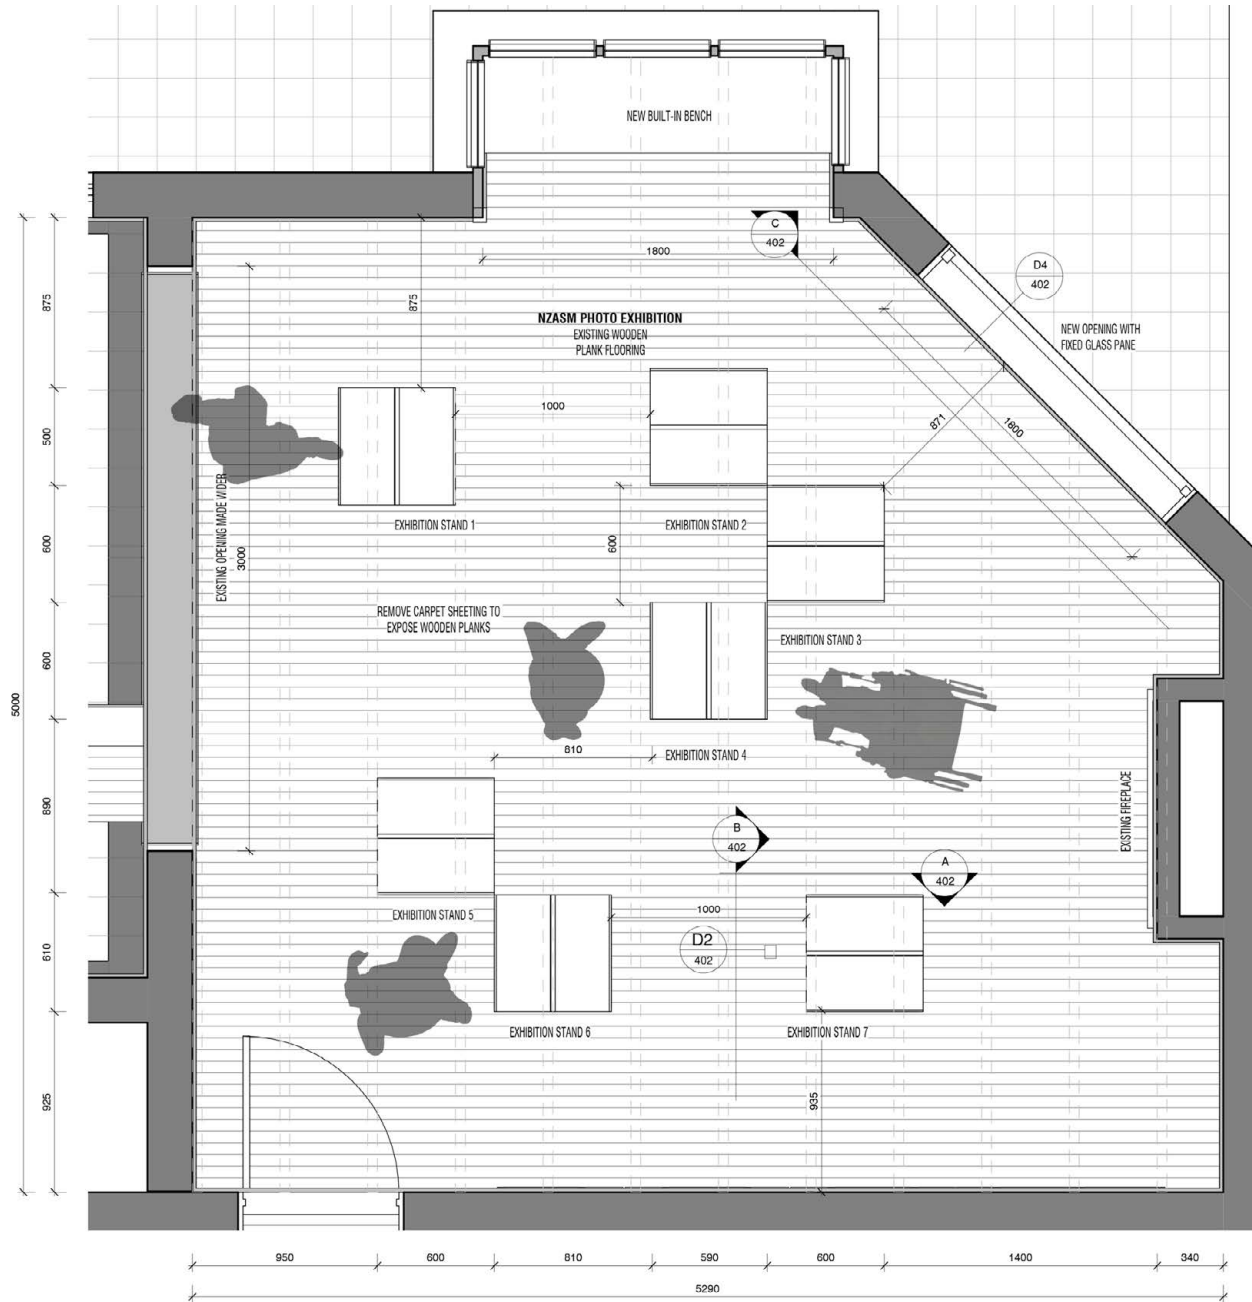 NEW BUILT-IN BENCH
C
402
1800
D4
402
875
875
NZASM PHOTO EXHIBITION
EXISTING WOODEN
PLANK FLOORING
NEW OPENING WITH
FIXED GLASS PANE
1000
871
1800
500
EXHIBITION STAND 1
EXHIBITION STAND 2
EXISTING OPENING MADE WIDER
3000
600
600
REMOVE CARPET SHEETING TO
EXPOSE WOODEN PLANKS
EXHIBITION STAND 3
600
5000
810
EXHIBITION STAND 4
890
EXISTING FIREPLACE
B
402
A
402
EXHIBITION STAND 5
1000
D2
402
610
EXHIBITION STAND 6
EXHIBITION STAND 7
925
935
950
600
810
590
600
1400
340
5290